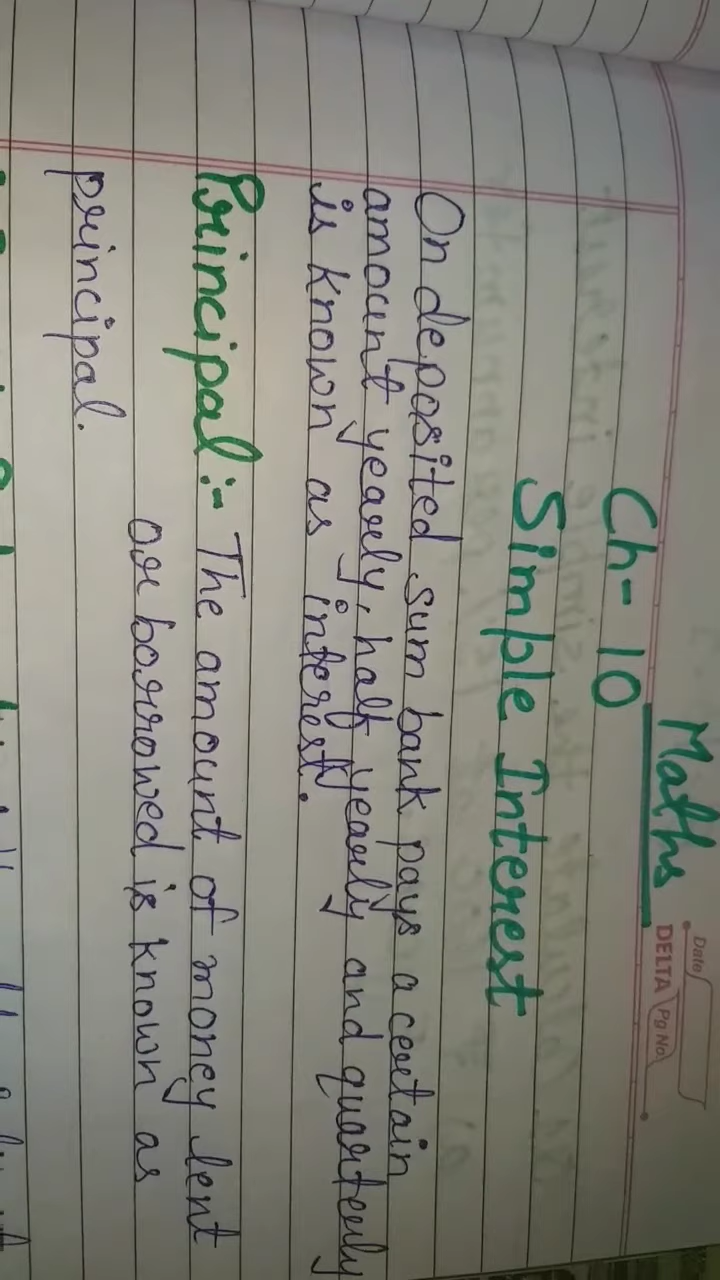 Maths
Date
DELTA Pg No.
Ch- 10
Simple Interest
On deposited sum bank pays a certain
amount yearly, half yearly and quarterly
is known as interest.
Principal :- The amount of money lent
or borrowed is known as
principal.